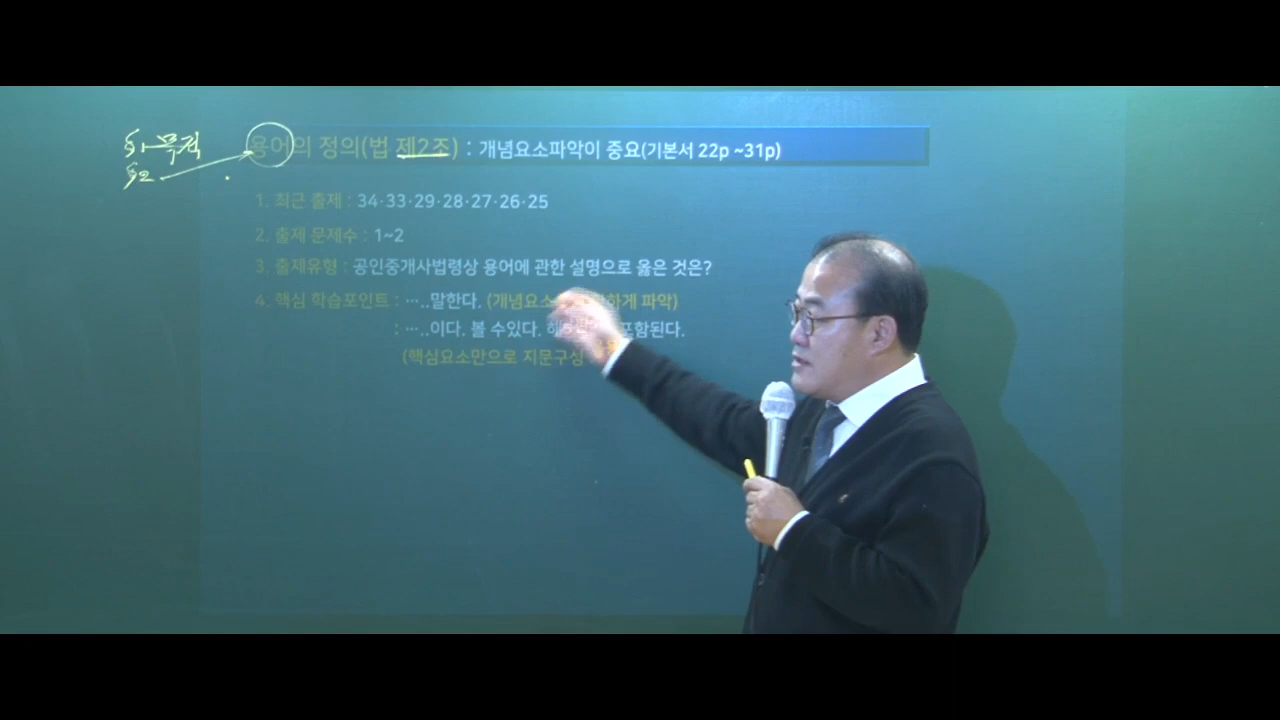 §1 목적
§2
용어의 정의(법 제2조) : 개념요소파악이 중요(기본서 22p ~31p)
1. 최근 출제 : 34·33·29·28·27·26·25
2. 출제 문제수 : 1~2
3. 출제유형 : 공인중개사법령상 용어에 관한 설명으로 옳은 것은?
4. 핵심 학습포인트 : …‥말한다. (개념요소 하게 파악)
: …‥이다. 볼 수있다. 포함된다.
(핵심요소만으로 지문구성